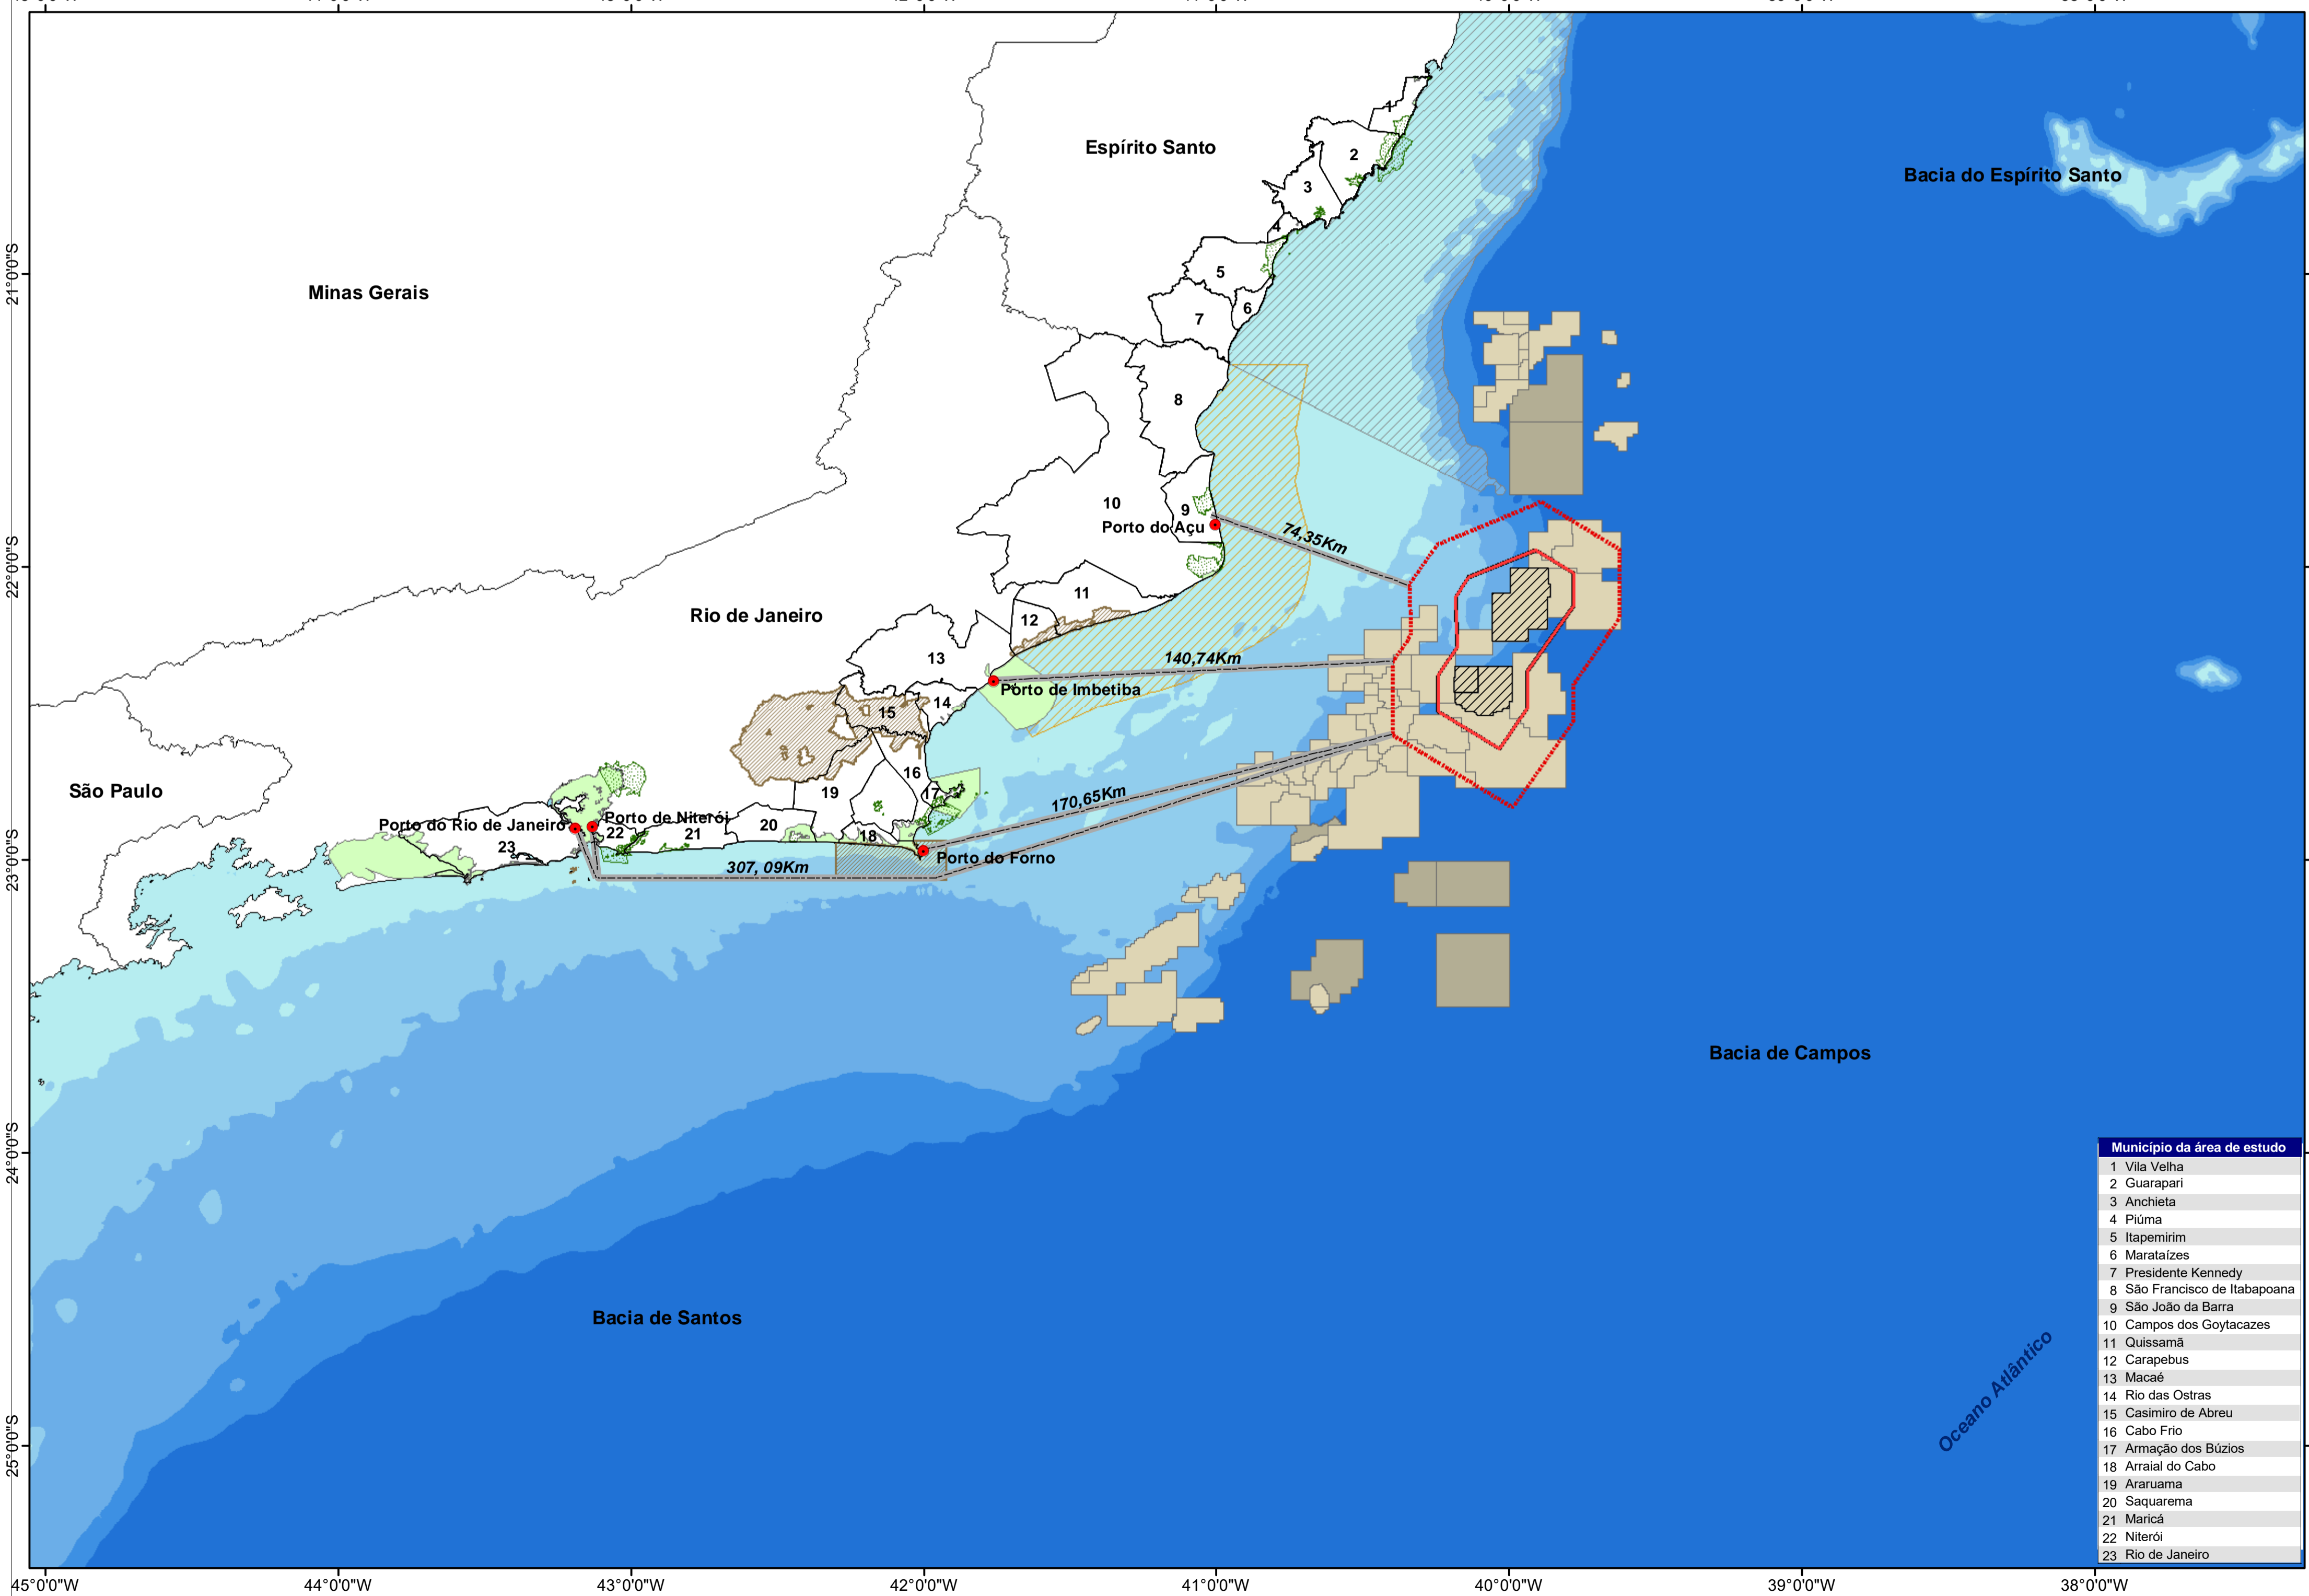 Espírito Santo
Bacia do Espírito Santo
Minas Gerais
Rio de Janeiro
São Paulo
Bacia de Campos
Bacia de Santos
Oceano Atlântico
1
2
3
4
5
6
7
8
9
10
11
12
13
14
15
16
17
18
19
20
21
22
23
Porto do Açu
74,35Km
140,74Km
Porto de Imbetiba
170,65Km
Porto de Niterói
Porto do Rio de Janeiro
Porto do Forno
307, 09Km
21°0'0"S
22°0'0"S
23°0'0"S
24°0'0"S
25°0'0"S
45°0'0"W
44°0'0"W
43°0'0"W
42°0'0"W
41°0'0"W
40°0'0"W
39°0'0"W
38°0'0"W
Município da área de estudo
1 Vila Velha
2 Guarapari
3 Anchieta
4 Piúma
5 Itapemirim
6 Marataízes
7 Presidente Kennedy
8 São Francisco de Itabapoana
9 São João da Barra
10 Campos dos Goytacazes
11 Quissamã
12 Carapebus
13 Macaé
14 Rio das Ostras
15 Casimiro de Abreu
16 Cabo Frio
17 Armação dos Búzios
18 Arraial do Cabo
19 Araruama
20 Saquarema
21 Maricá
22 Niterói
23 Rio de Janeiro